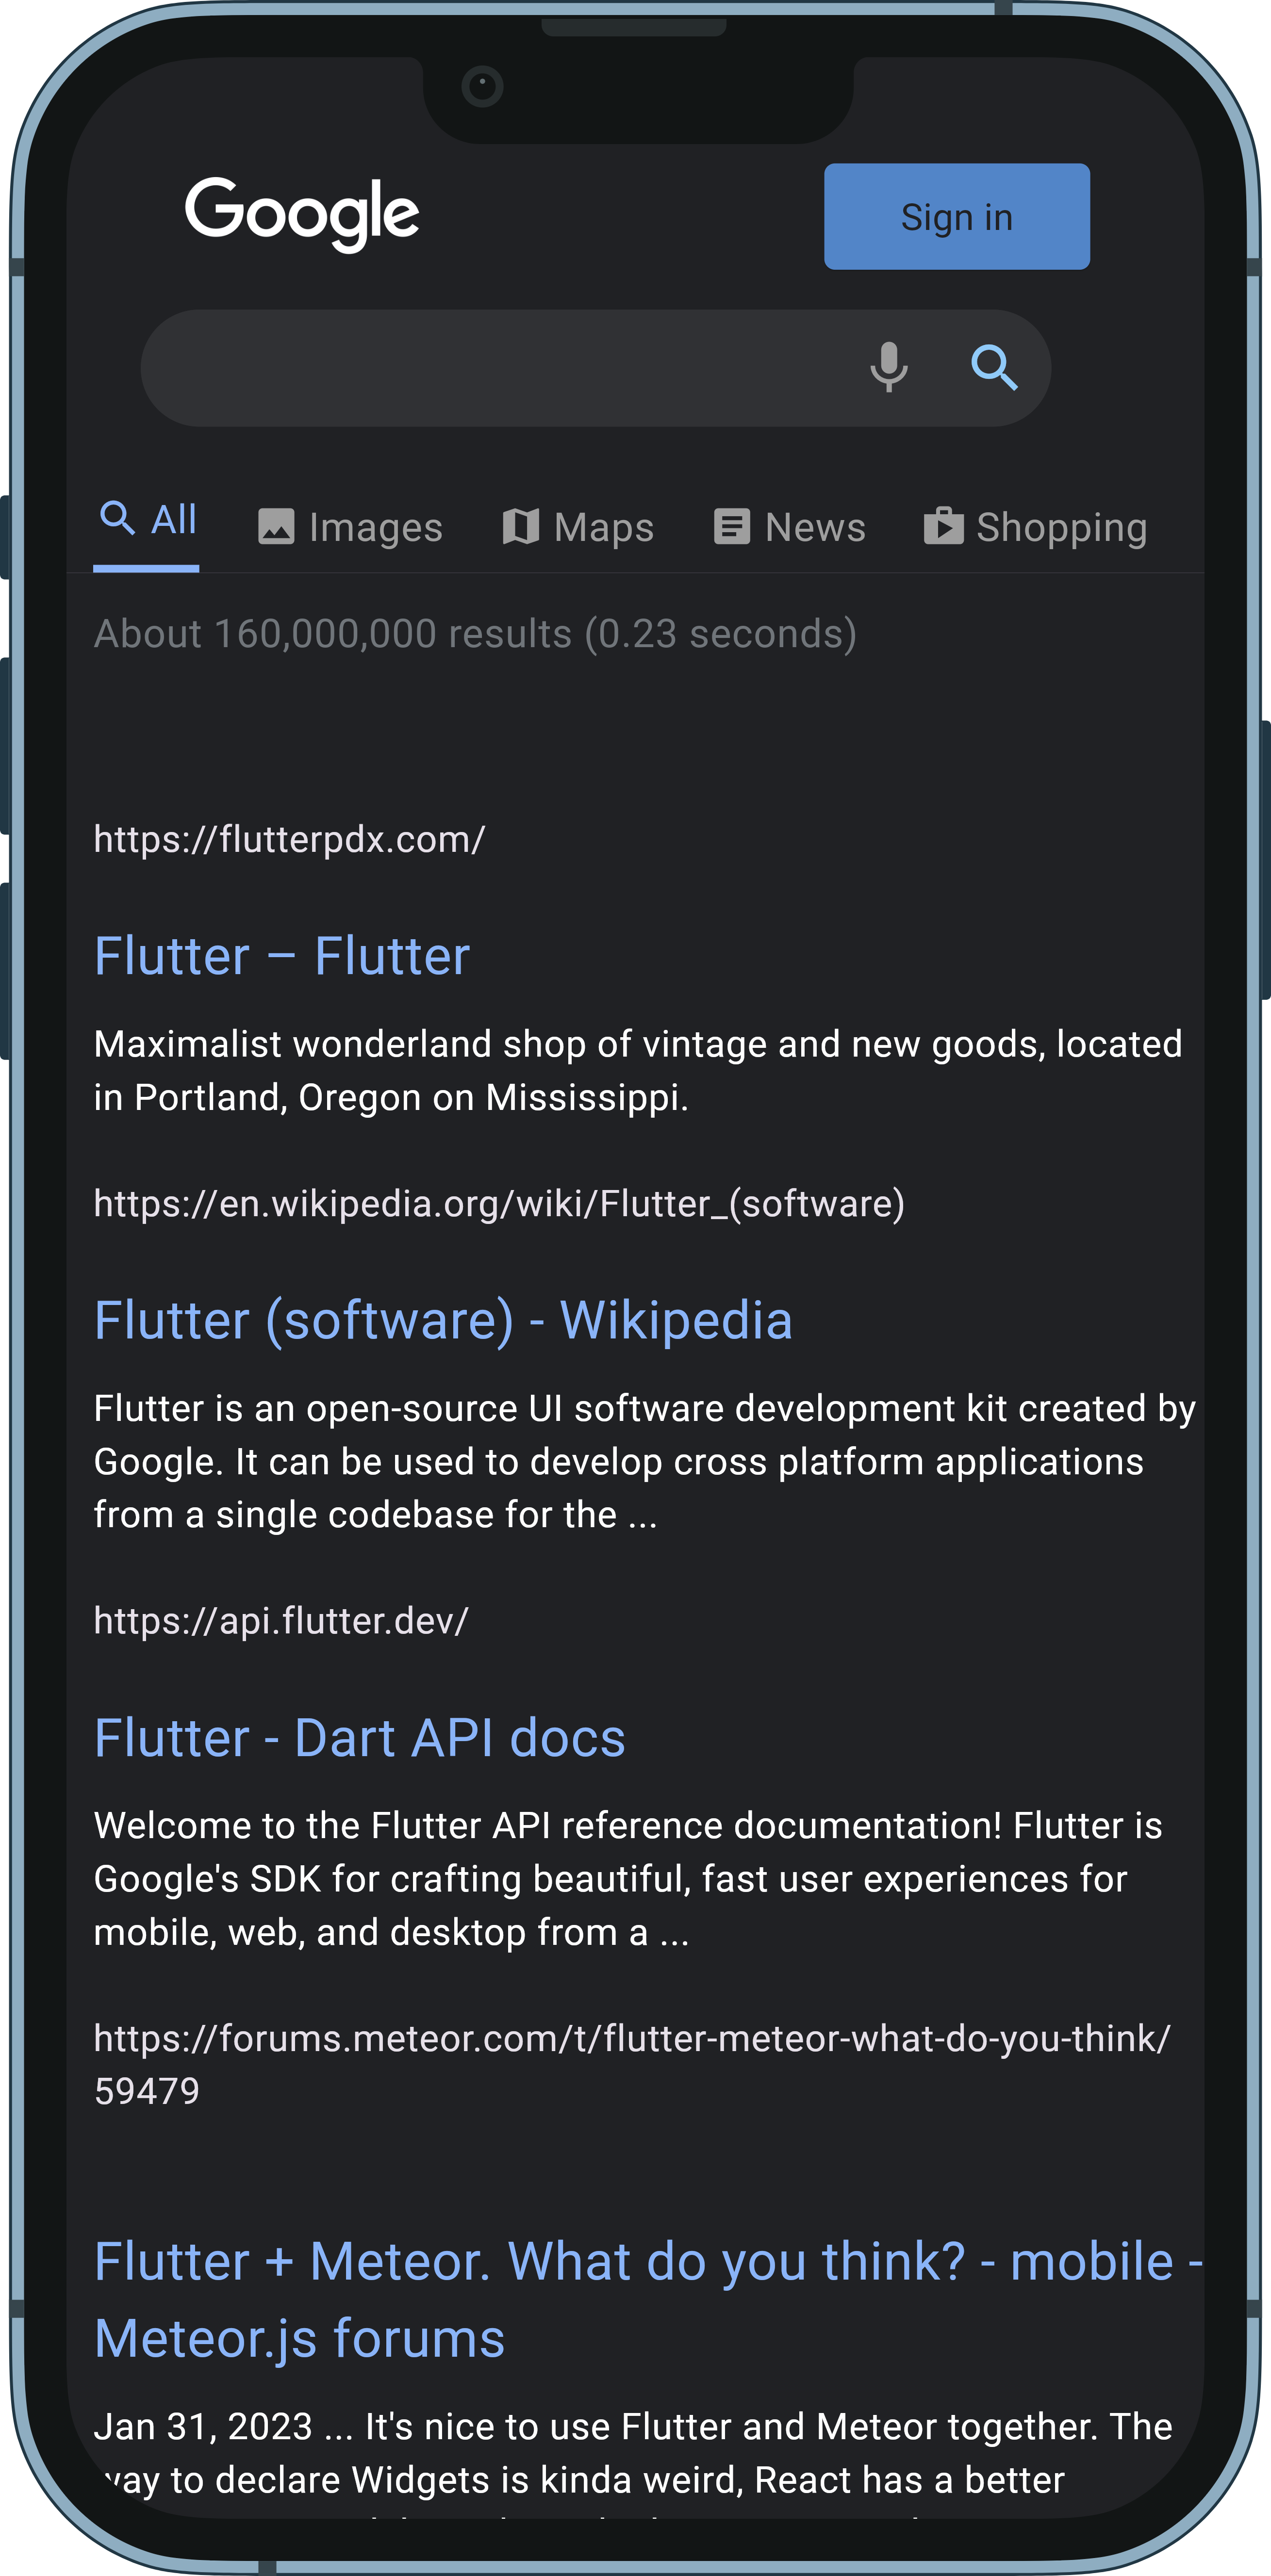 Google
Sign in
All
Images
Maps
News
Shopping
About 160,000,000 results (0.23 seconds)
https://flutterpdx.com/
Flutter – Flutter
Maximalist wonderland shop of vintage and new goods, located
in Portland, Oregon on Mississippi.
https://en.wikipedia.org/wiki/Flutter_(software)
Flutter (software) - Wikipedia
Flutter is an open-source UI software development kit created by
Google. It can be used to develop cross platform applications
from a single codebase for the ...
https://api.flutter.dev/
Flutter - Dart API docs
Welcome to the Flutter API reference documentation! Flutter is
Google's SDK for crafting beautiful, fast user experiences for
mobile, web, and desktop from a ...
https://forums.meteor.com/t/flutter-meteor-what-do-you-think/
59479
Flutter + Meteor. What do you think? - mobile -
Meteor.js forums
Jan 31, 2023 ... It's nice to use Flutter and Meteor together. The
way to declare Widgets is kinda weird, React has a better